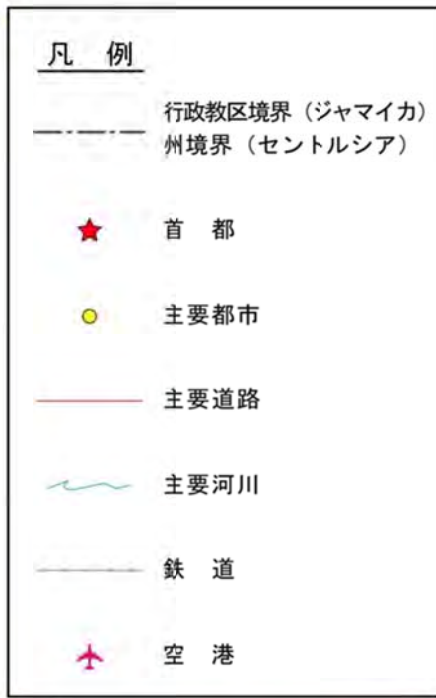 凡 例
行政教区境界（ジャマイカ）
州境界（セントルシア）
首 都
主要都市
主要道路
主要河川
鉄 道
空 港